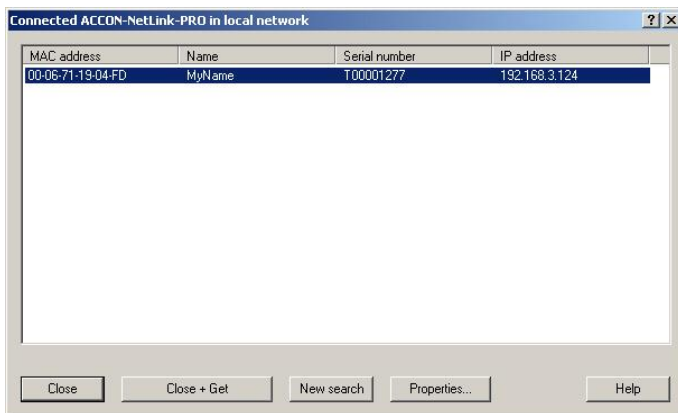 Connected ACCON-NetLink-PRO in local network
MAC address Name Serial number IP address
00-06-71-19-04-FD MyName T00001277 192.168.3.124
Close Close + Get New search Properties... Help